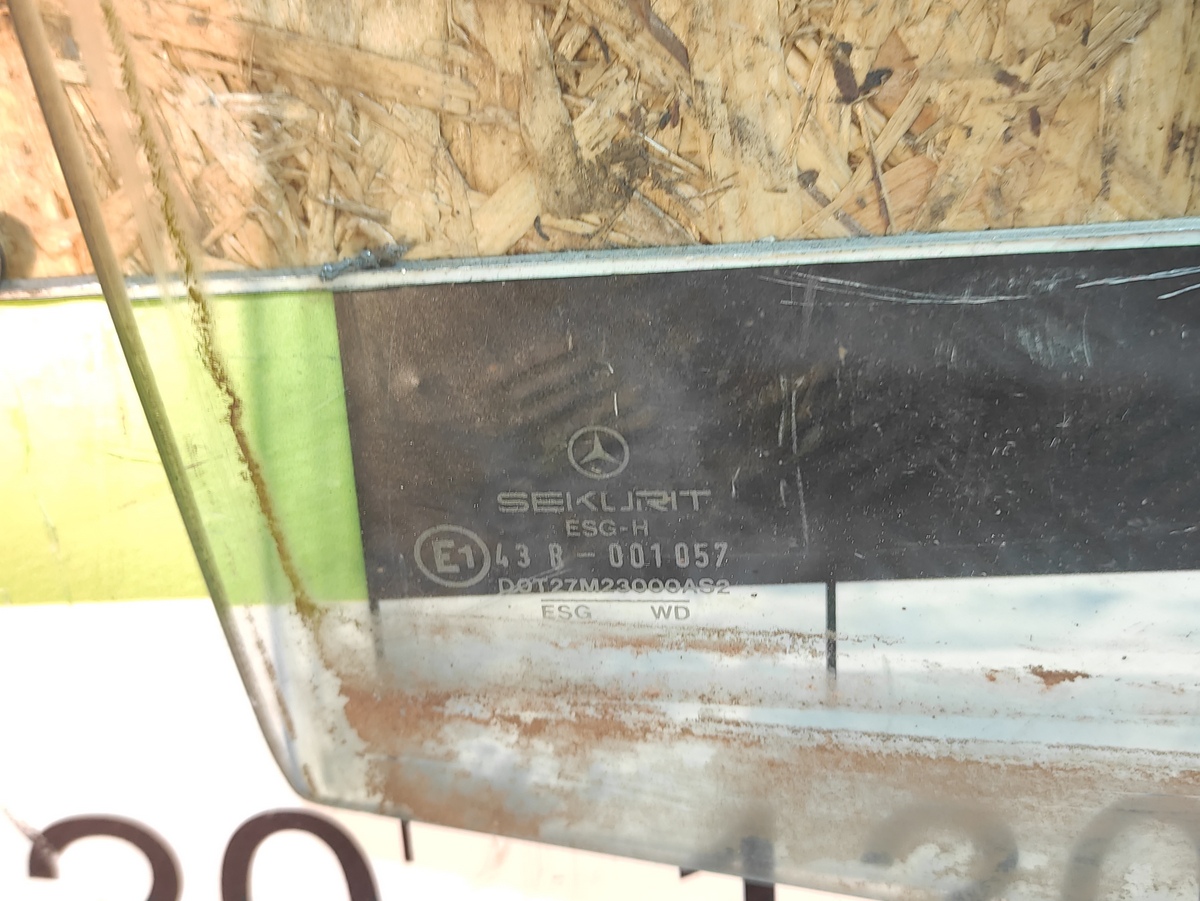 SEKURIT
ESG-H
E1 43 R - 001057
DOT27M23000AS2
ESG WD